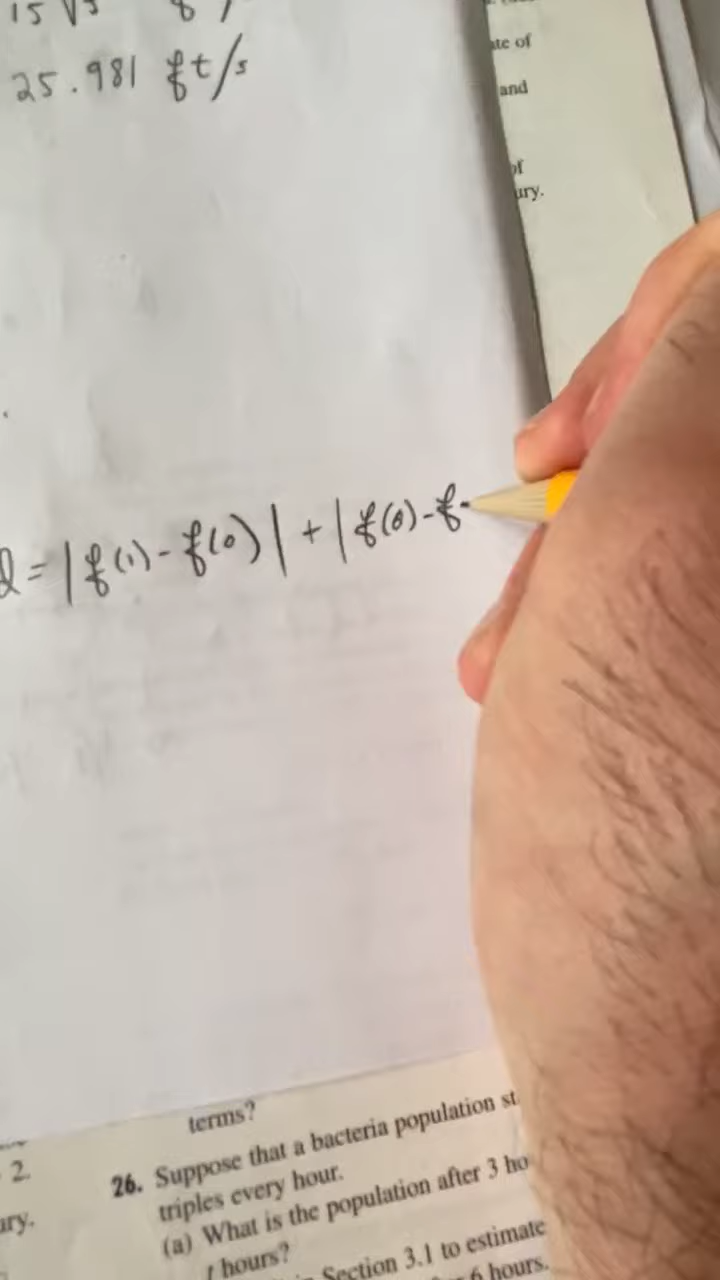 15 √3
25.981 ft/s
ate of
and
of
ury.
= |f(1) - f(0)| + |f(6) - f
terms?
2.
26. Suppose that a bacteria population st
ury.
triples every hour.
(a) What is the population after 3 ho
t hours?
Section 3.1 to estimate
6 hours.